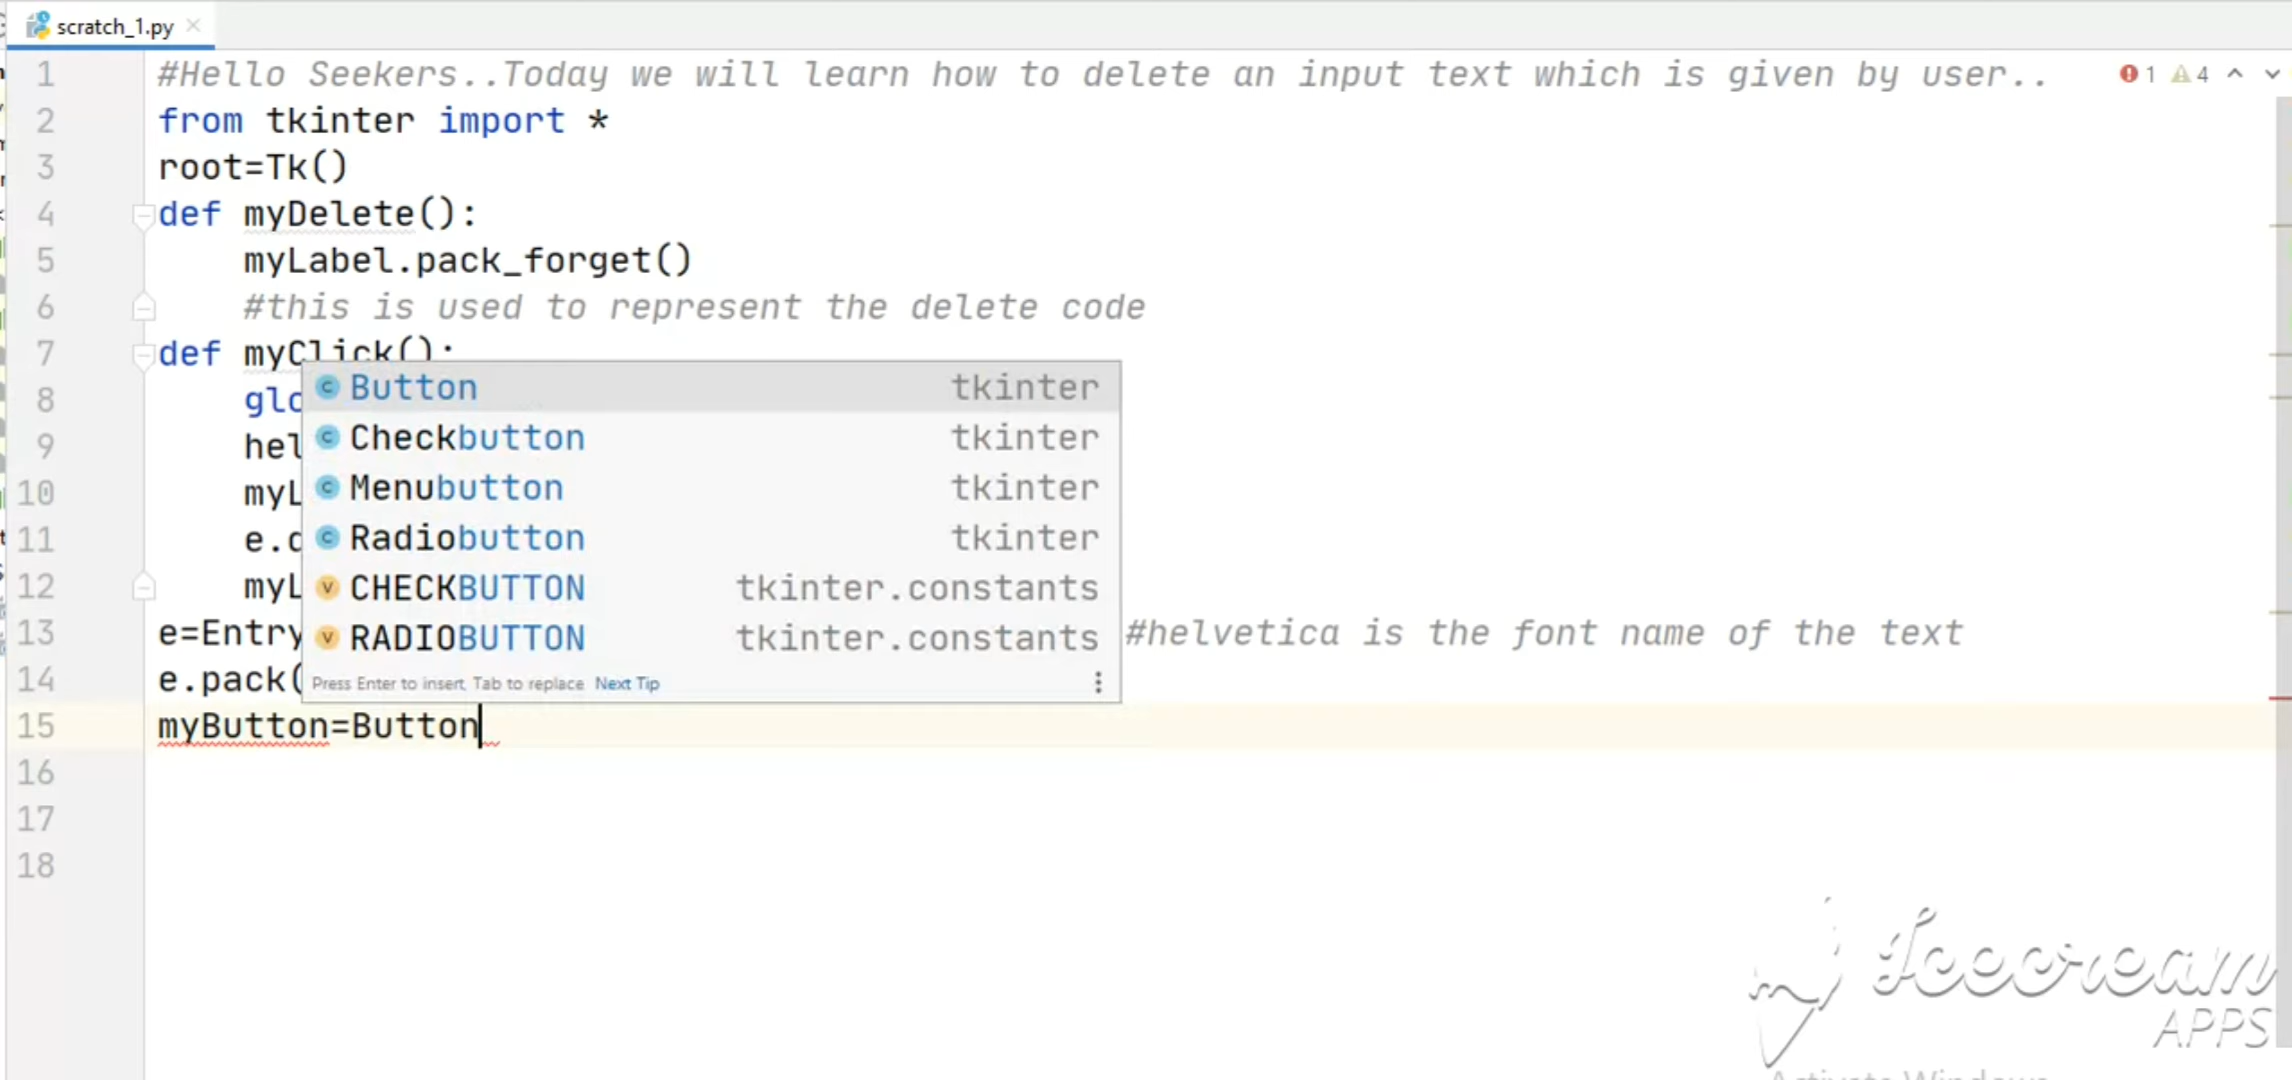 scratch_1.py
1 #Hello Seekers..Today we will learn how to delete an input text which is given by user..
1 4
2 from tkinter import *
3 root=Tk()
4 def myDelete():
5 myLabel.pack_forget()
6 #this is used to represent the delete code
7 def myClick():
8 glo
9 hel
10 myL
11 e.d
12 myL
13 e=Entry #helvetica is the font name of the text
14 e.pack(
15 myButton=Button
16
17
18
Button tkinter
Checkbutton tkinter
Menubutton tkinter
Radiobutton tkinter
CHECKBUTTON tkinter.constants
RADIOBUTTON tkinter.constants
Press Enter to insert, Tab to replace Next Tip
Icecream
APPS
Activate Windows